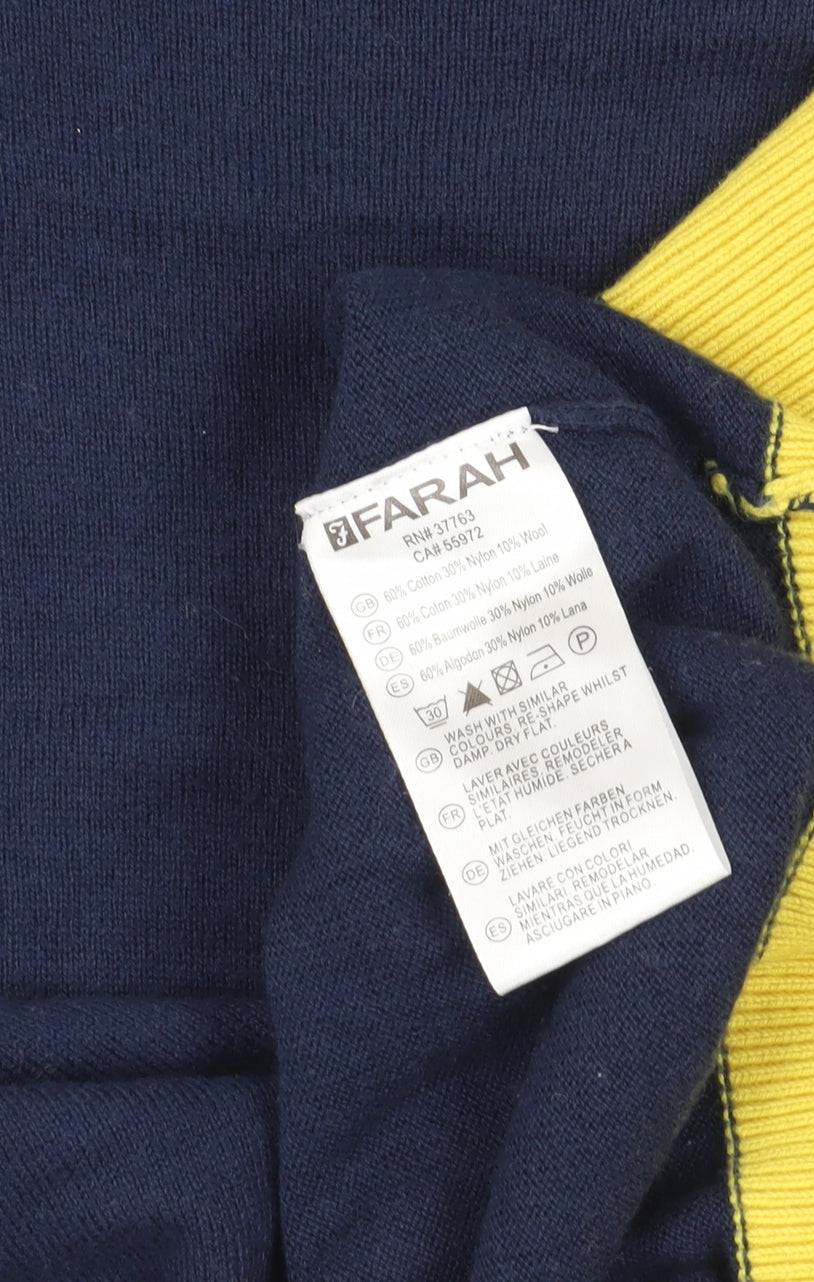 FARAH
RN# 37763
CA# 55972
GB 60% Cotton 30% Nylon 10% Wool
FR 60% Coton 30% Nylon 10% Laine
DE 60% Baumwolle 30% Nylon 10% Wolle
ES 60% Algodon 30% Nylon 10% Lana
30 P
GB WASH WITH SIMILAR
COLOURS, RE-SHAPE WHILST
DAMP. DRY FLAT.
FR LAVER AVEC COULEURS
SIMILAIRES, REMODELER
L'ETAT HUMIDE. SECHER A
PLAT.
DE MIT GLEICHEN FARBEN
WASCHEN, FEUCHT IN FORM
ZIEHEN. LIEGEND TROCKNEN.
ES LAVARE CON COLORI
SIMILARI, REMODELAR
MIENTRAS QUE LA HUMEDAD.
ASCIUGARE IN PIANO.